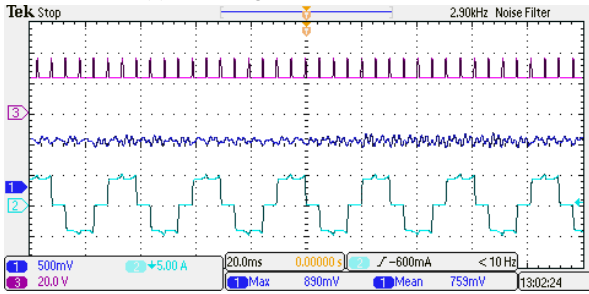 Tek Stop 2.90kHz Noise Filter
T
T
3
1
2
1 500mV 2 5.00 A 20.0ms 0.00000 s 2 -600mA < 10 Hz
3 20.0 V 1 Max 890mV 1 Mean 759mV 13:02:24